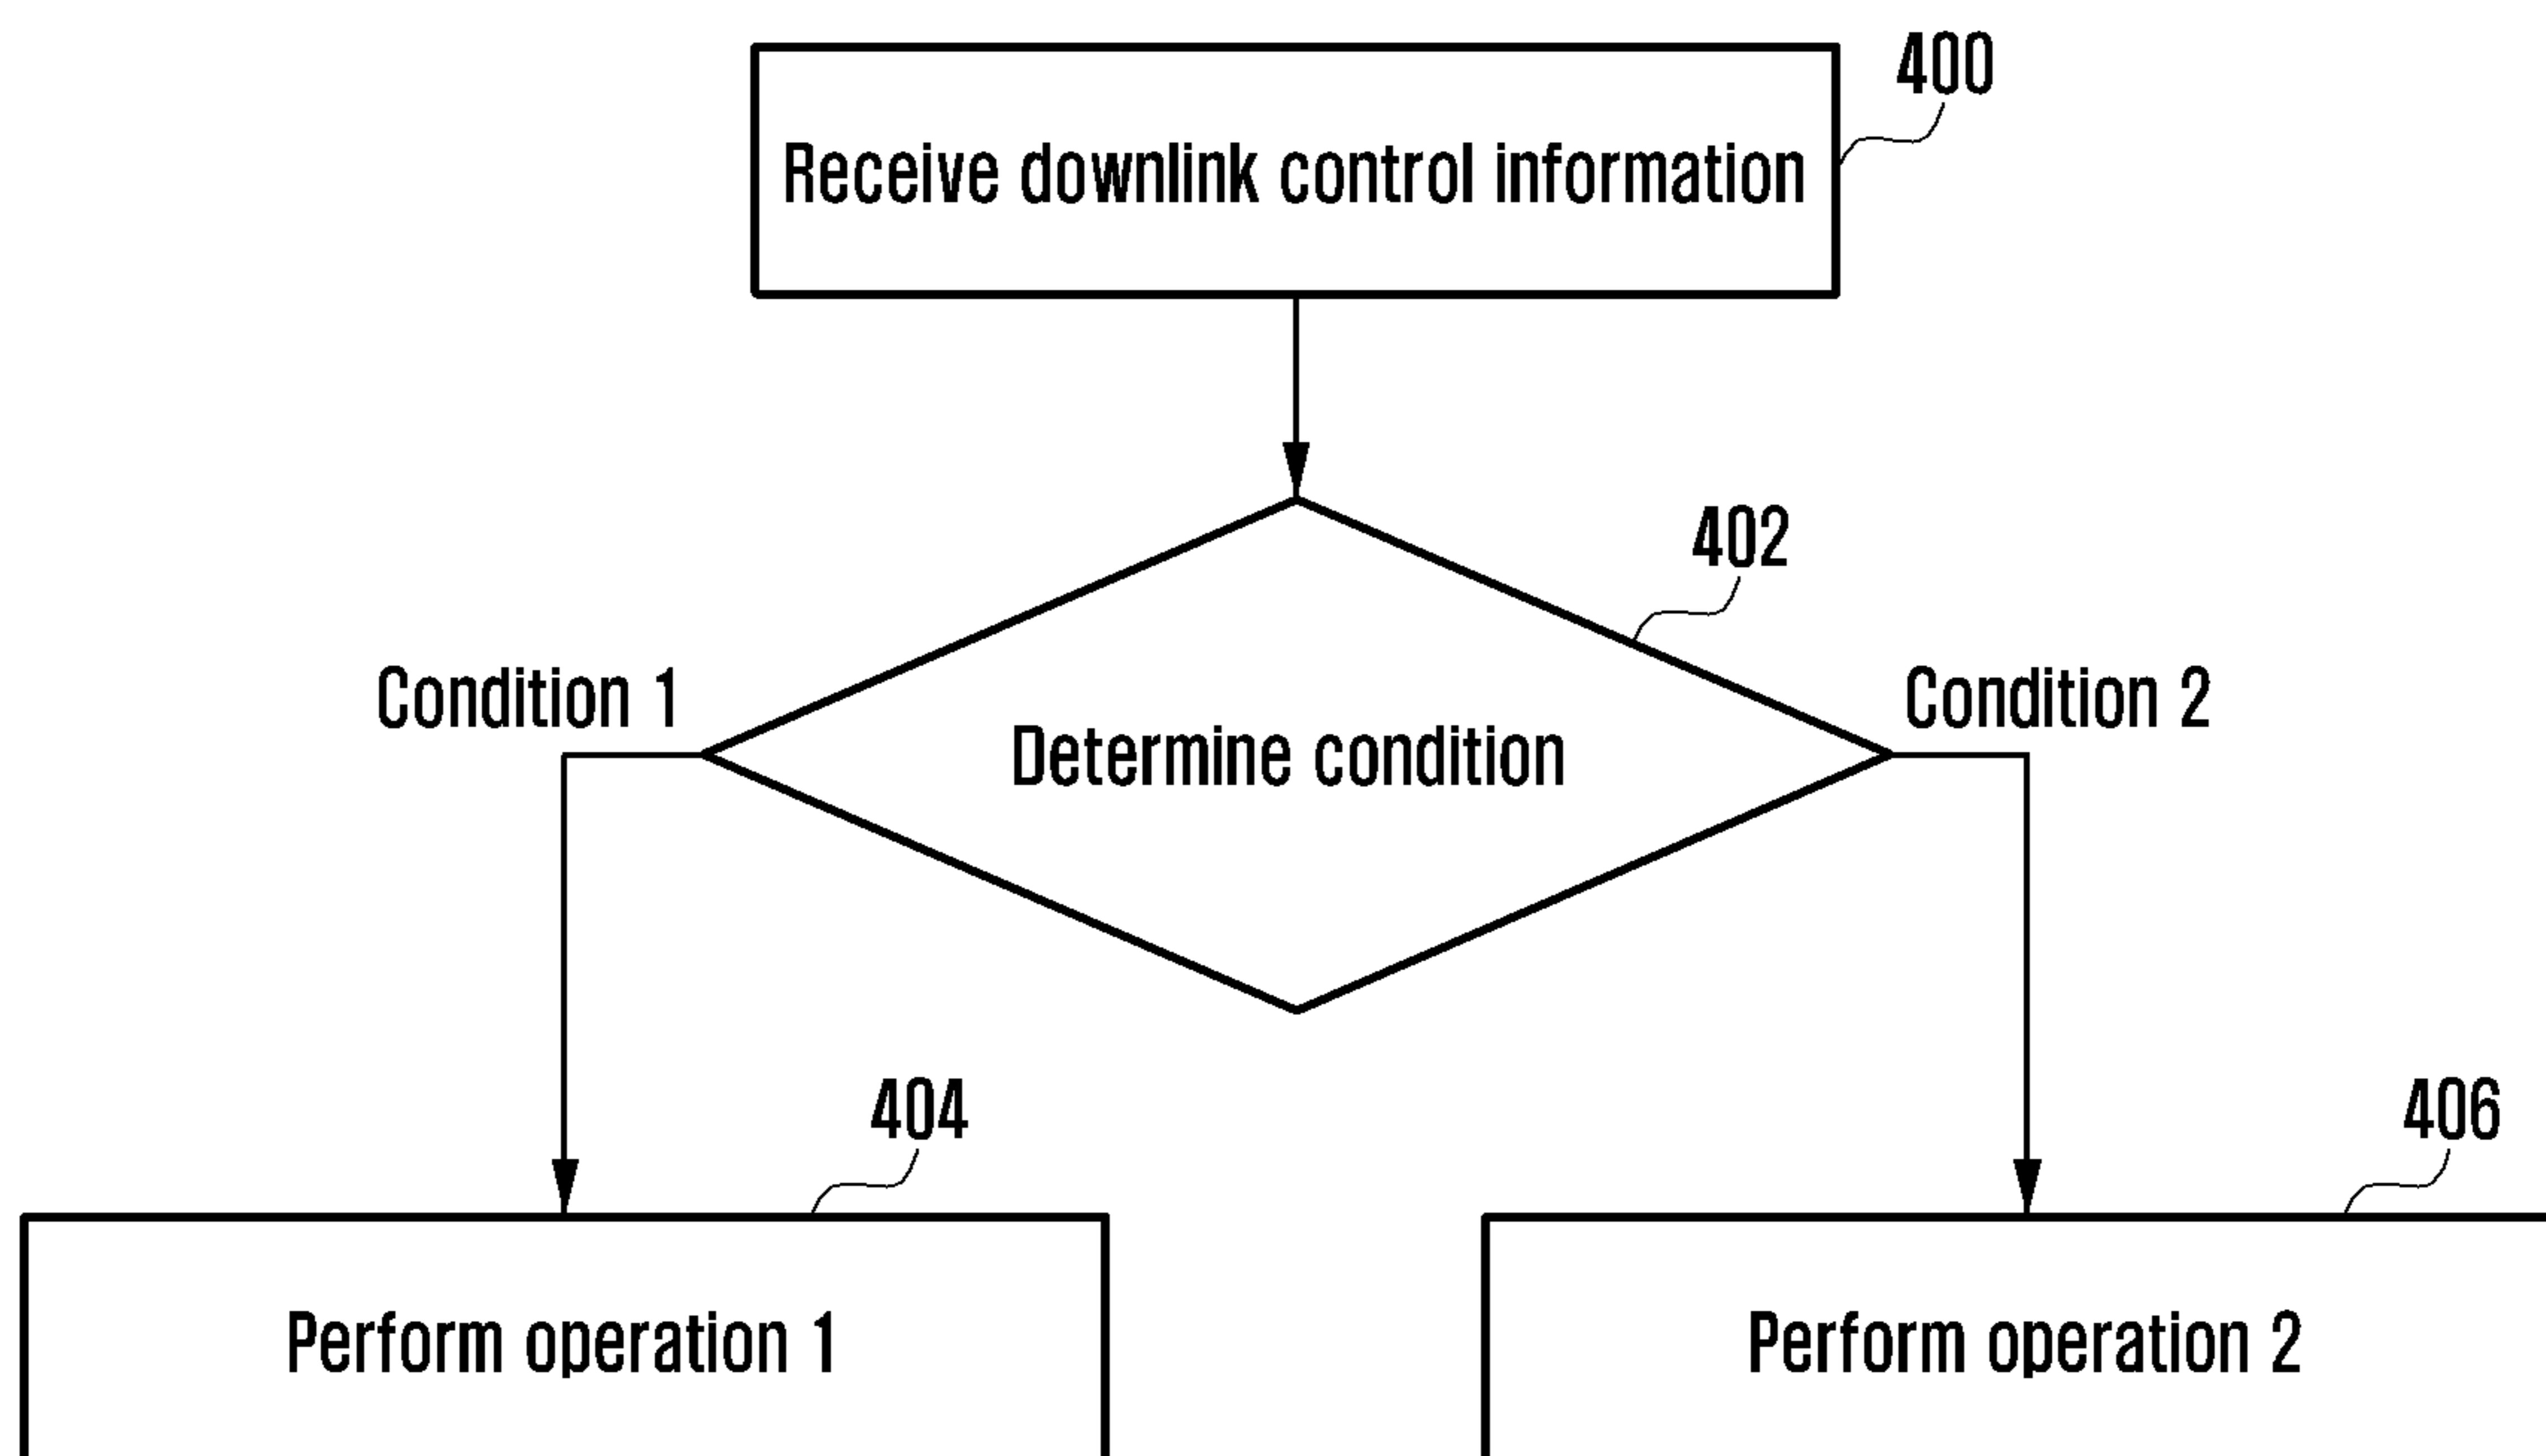 400
Receive downlink control information
402
Condition 1
Condition 2
Determine condition
404
406
Perform operation 1
Perform operation 2